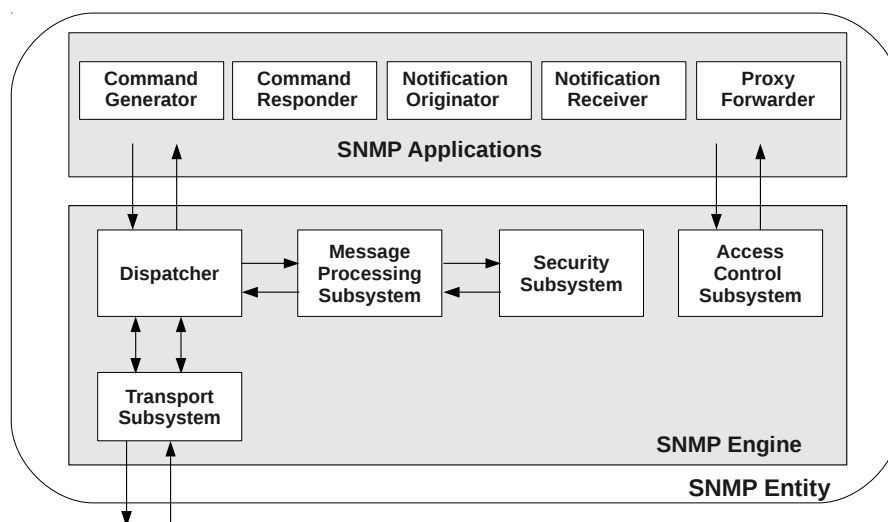 Command
Generator
Command
Responder
Notification
Originator
Notification
Receiver
Proxy
Forwarder
SNMP Applications
Dispatcher
Message
Processing
Subsystem
Security
Subsystem
Access
Control
Subsystem
Transport
Subsystem
SNMP Engine
SNMP Entity